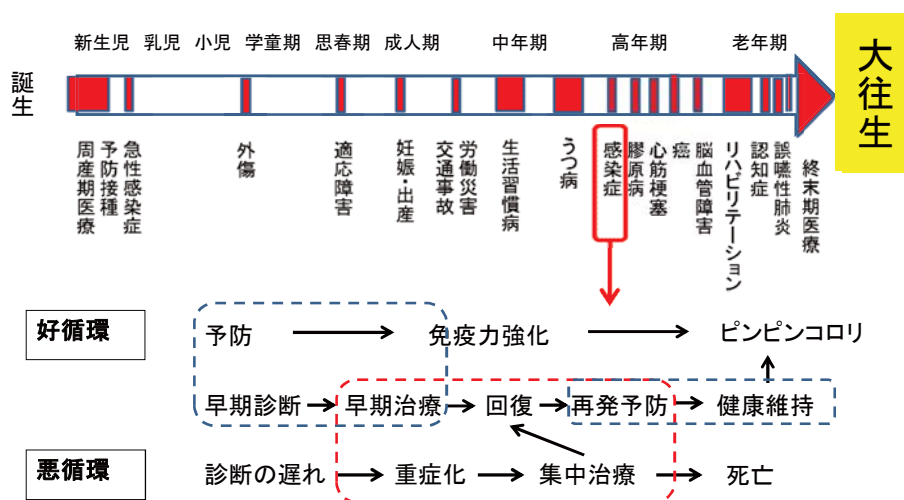 新生児 乳児 小児 学童期 思春期 成人期 中年期 高年期 老年期
誕生
大往生
周産期医療
予防接種
急性感染症
外傷
適応障害
妊娠・出産
交通事故
労働災害
生活習慣病
うつ病
感染症
膠原病
心筋梗塞
癌
脳血管障害
リハビリテーション
認知症
誤嚥性肺炎
終末期医療
好循環
予防 免疫力強化 ピンピンコロリ
早期診断 早期治療 回復 再発予防 健康維持
悪循環
診断の遅れ 重症化 集中治療 死亡